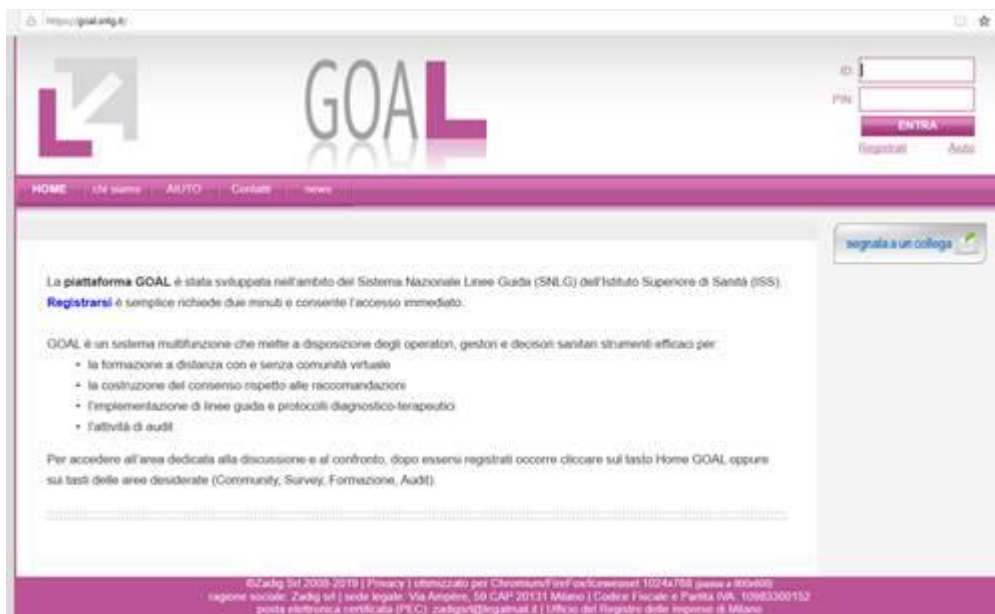 https://goal.snlg.it/
GOAL
ID
PIN
ENTRA
Registrati Aiuto
HOME chi siamo AIUTO Contatti news
segnala a un collega
La piattaforma GOAL è stata sviluppata nell'ambito del Sistema Nazionale Linee Guida (SNLG) dell'Istituto Superiore di Sanità (ISS).
Registrarsi è semplice richiede due minuti e consente l'accesso immediato.
GOAL è un sistema multifunzione che mette a disposizione degli operatori, gestori e decisori sanitari strumenti efficaci per:
• la formazione a distanza con e senza comunità virtuale
• la costruzione del consenso rispetto alle raccomandazioni
• l'implementazione di linee guida e protocolli diagnostico-terapeutici
• l'attività di audit
Per accedere all'area dedicata alla discussione e al confronto, dopo essersi registrati occorre cliccare sul tasto Home GOAL oppure
sui tasti delle aree desiderate (Community, Survey, Formazione, Audit).
©Zadig Srl 2008-2019 | Privacy | ottimizzato per Chromium/FireFox/Iceweasel 1024x768 (passa a 800x600)
ragione sociale: Zadig srl | sede legale: Via Ampère, 59 CAP 20131 Milano | Codice Fiscale e Partita IVA: 10983300152
posta elettronica certificata (PEC): zadigsrl@legalmail.it | Ufficio del Registro delle Imprese di Milano